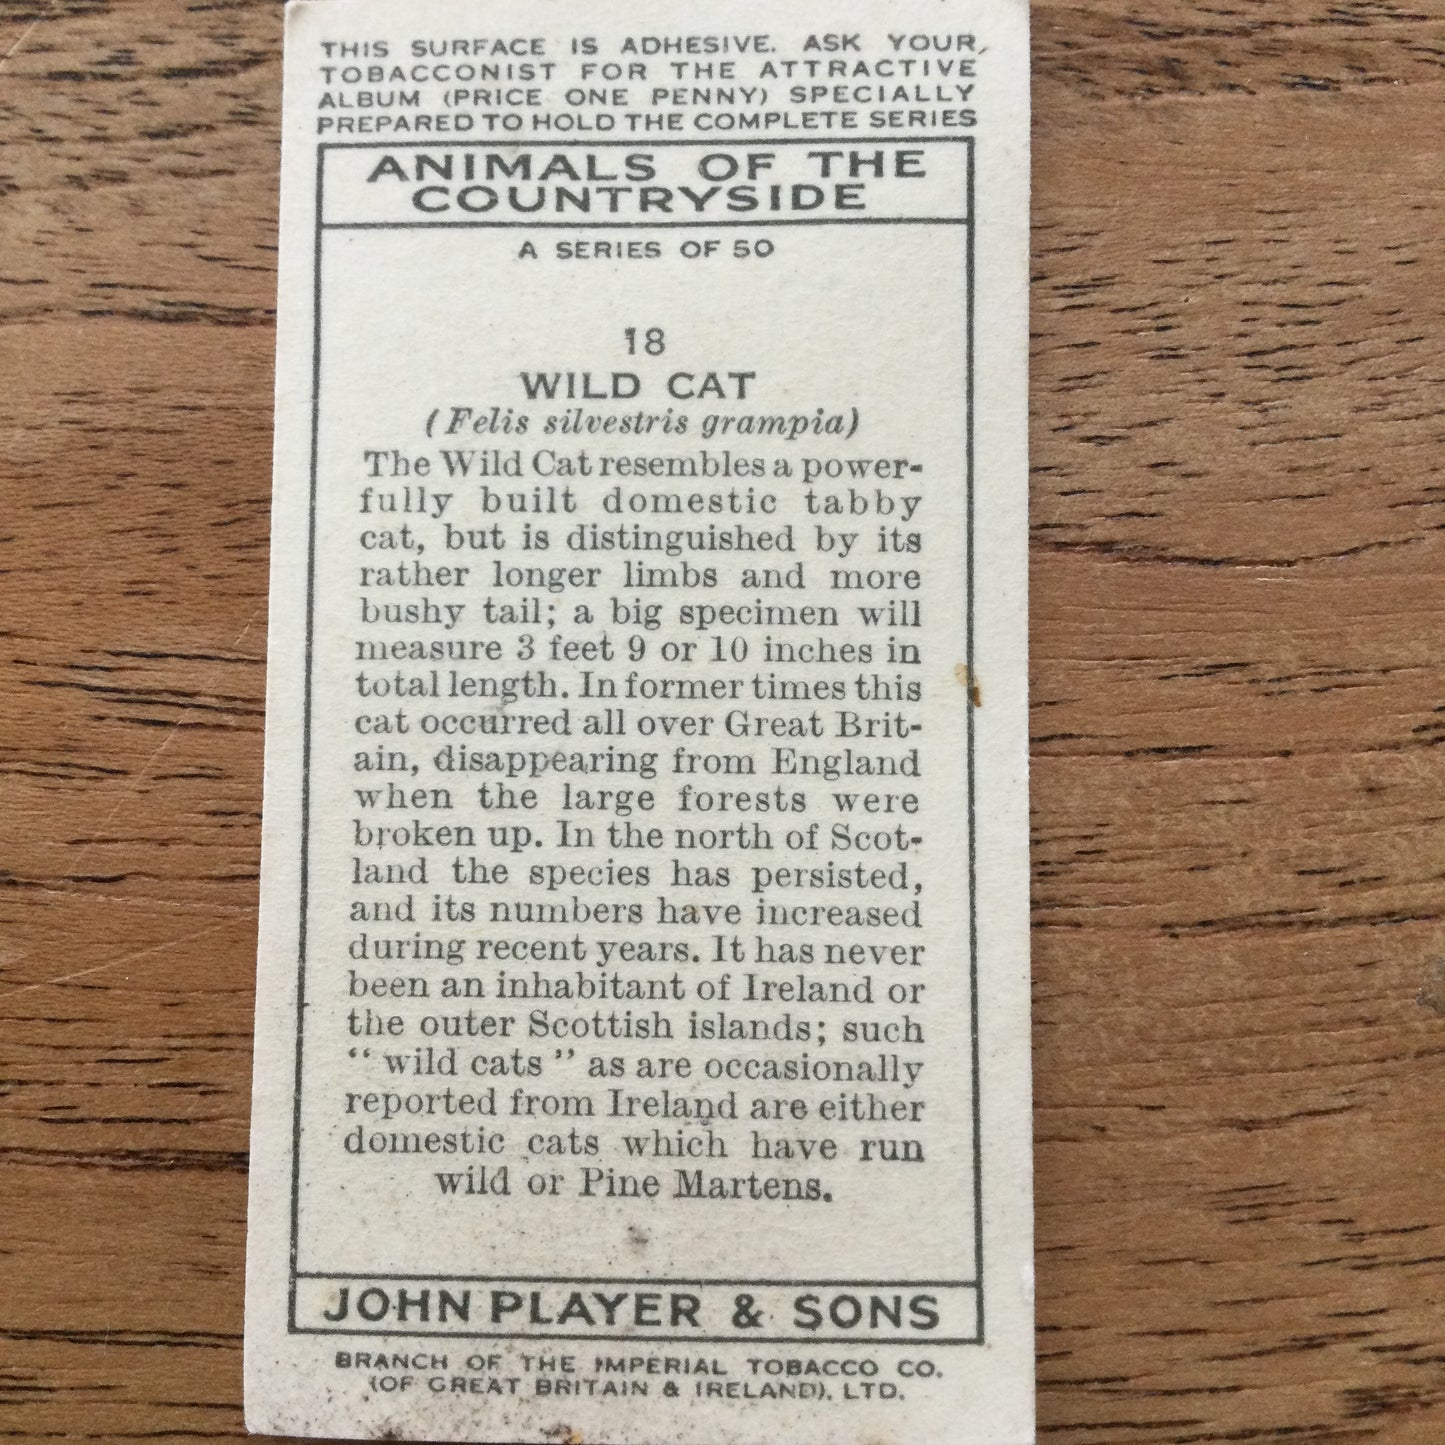 THIS SURFACE IS ADHESIVE. ASK YOUR
TOBACCONIST FOR THE ATTRACTIVE
ALBUM (PRICE ONE PENNY) SPECIALLY
PREPARED TO HOLD THE COMPLETE SERIES
ANIMALS OF THE
COUNTRYSIDE
A SERIES OF 50
18
WILD CAT
(Felis silvestris grampia)
The Wild Cat resembles a power-
fully built domestic tabby
cat, but is distinguished by its
rather longer limbs and more
bushy tail; a big specimen will
measure 3 feet 9 or 10 inches in
total length. In former times this
cat occurred all over Great Brit-
ain, disappearing from England
when the large forests were
broken up. In the north of Scot-
land the species has persisted,
and its numbers have increased
during recent years. It has never
been an inhabitant of Ireland or
the outer Scottish islands; such
“ wild cats ” as are occasionally
reported from Ireland are either
domestic cats which have run
wild or Pine Martens.
JOHN PLAYER & SONS
BRANCH OF THE IMPERIAL TOBACCO CO.
(OF GREAT BRITAIN & IRELAND), LTD.